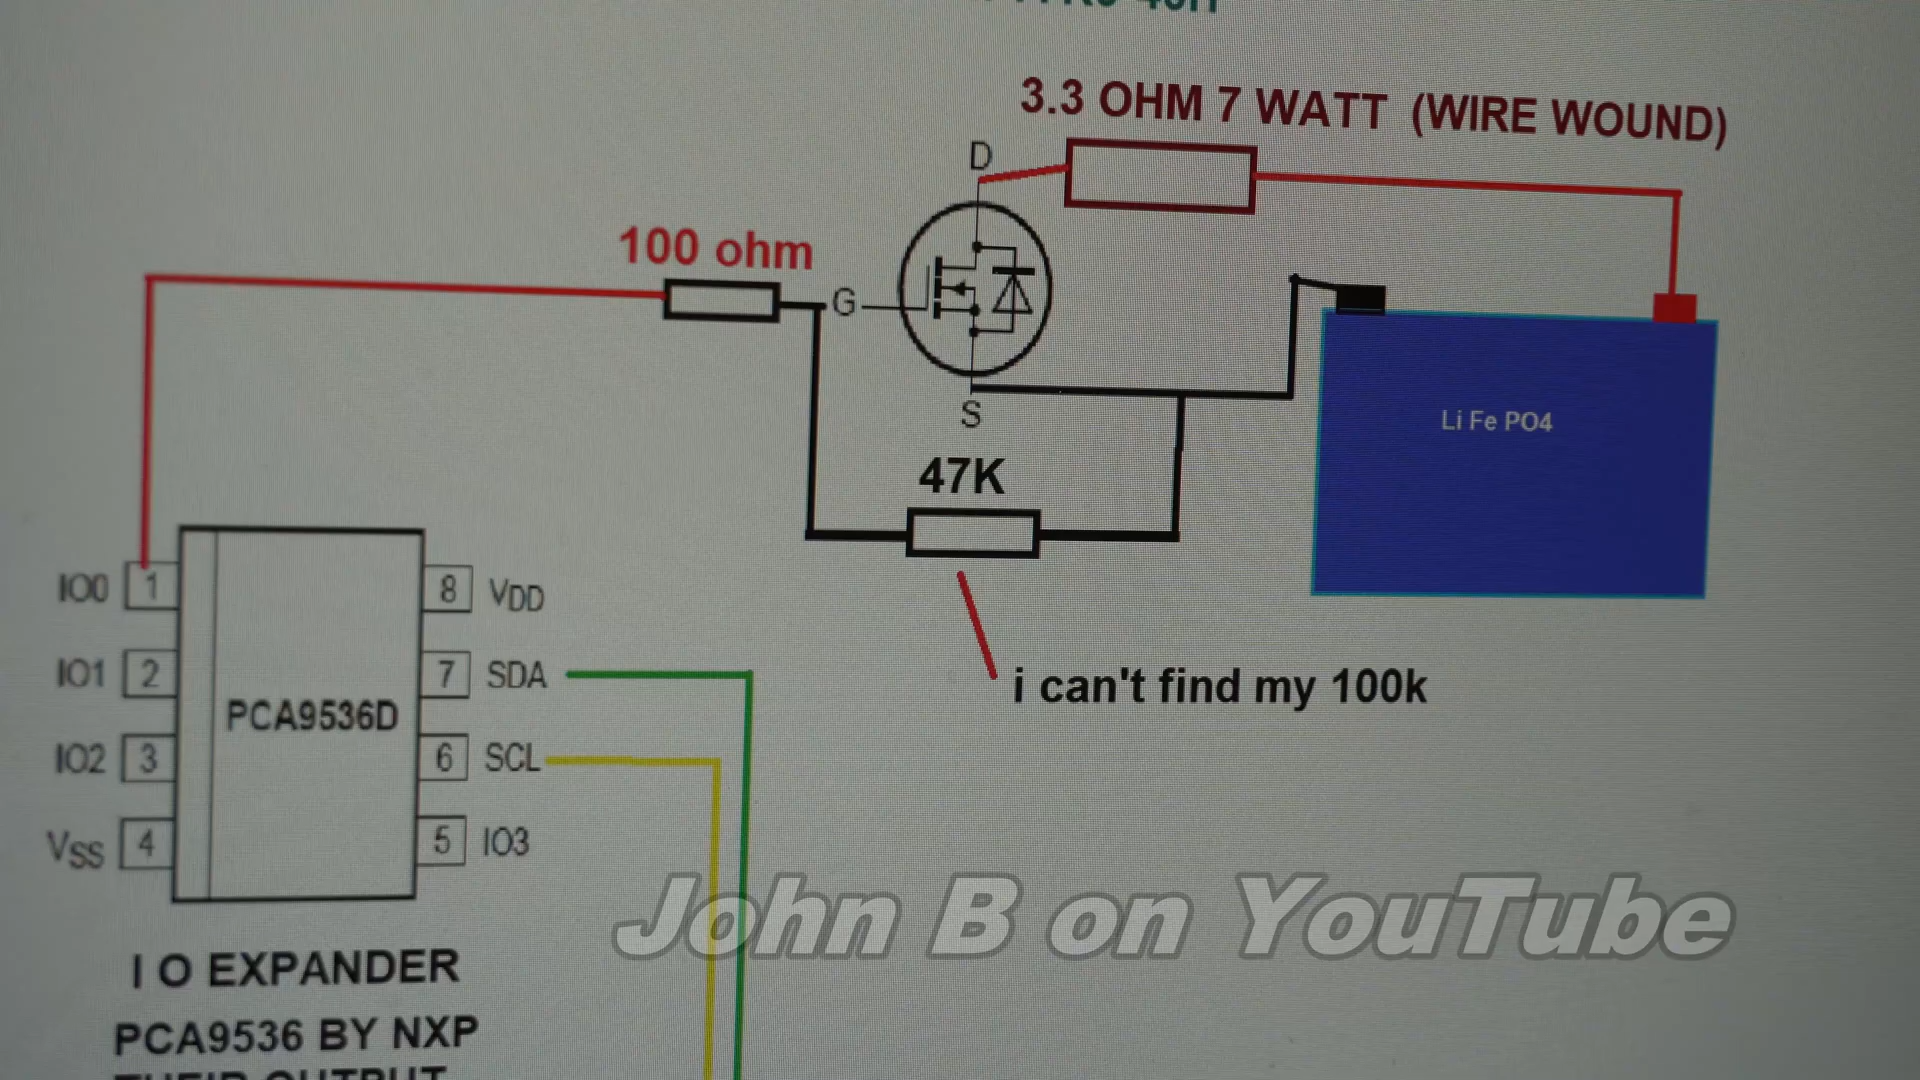 3.3 OHM 7 WATT (WIRE WOUND)
D
100 ohm
G
S
Li Fe PO4
47K
i can't find my 100k
IO0 1
8 VDD
IO1 2
7 SDA
PCA9536D
IO2 3
6 SCL
VSS 4
5 IO3
John B on YouTube
I O EXPANDER
PCA9536 BY NXP
THEIR OUTPUT